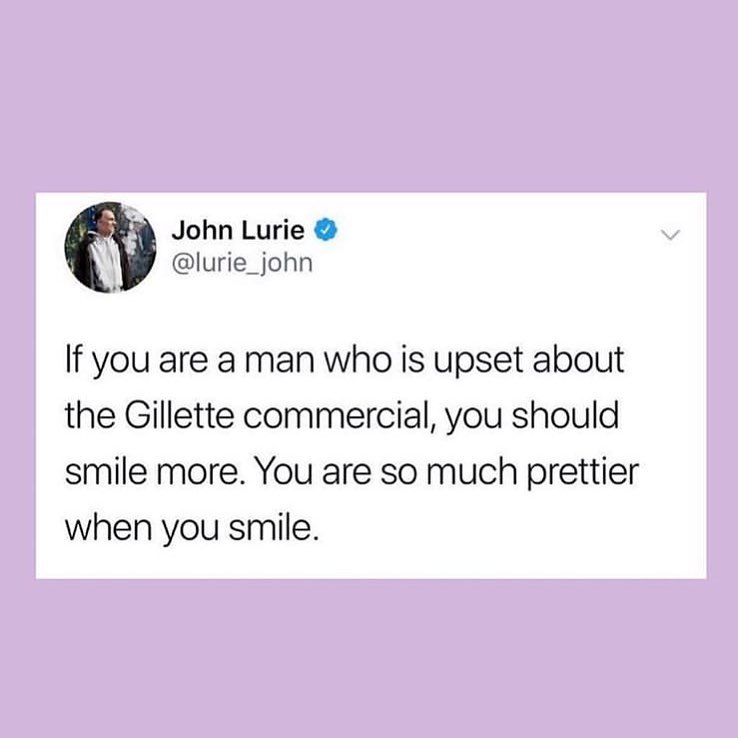 John Lurie
@lurie_john
If you are a man who is upset about
the Gillette commercial, you should
smile more. You are so much prettier
when you smile.